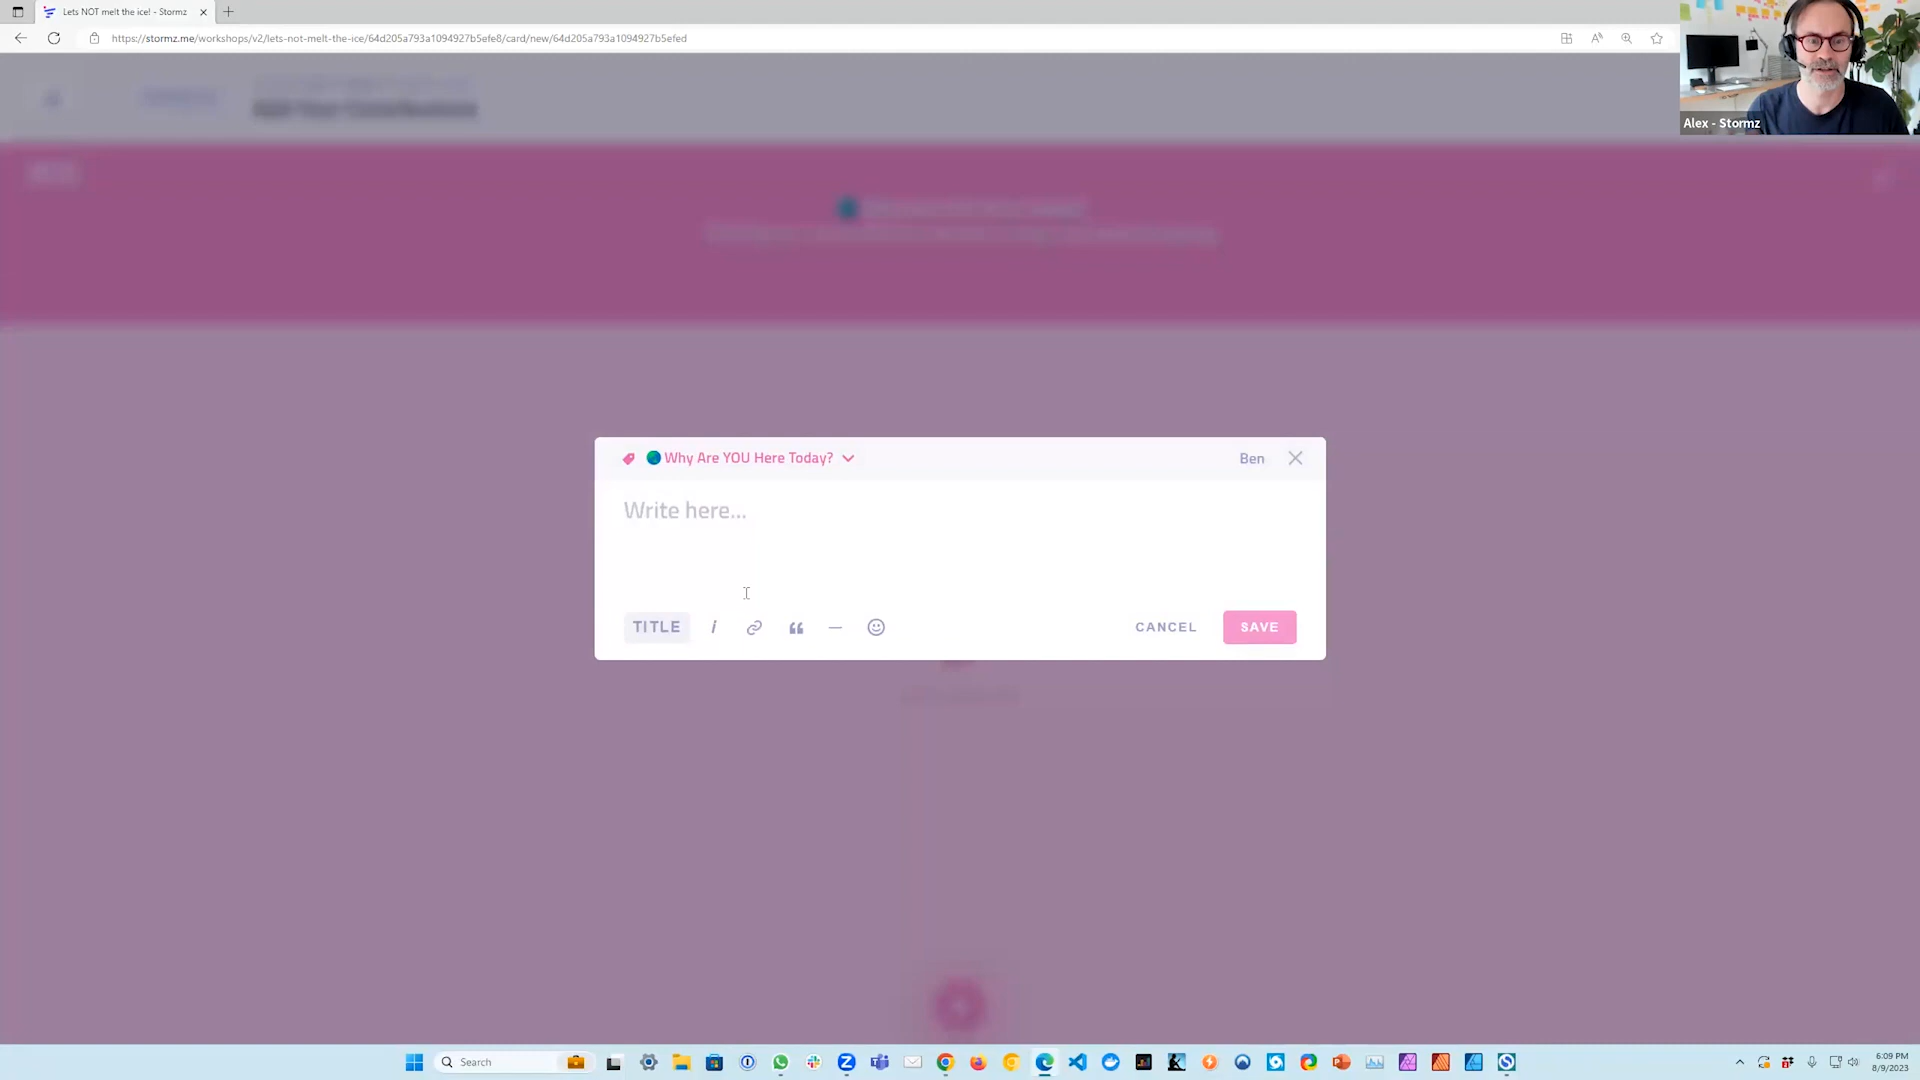 Lets NOT melt the ice! - Stormz
https://stormz.me/workshops/v2/lets-not-melt-the-ice/64d205a793a1094927b5efe8/card/new/64d205a793a1094927b5efed
Alex - Stormz
Why Are YOU Here Today?
Ben
Write here...
TITLE
i
CANCEL
SAVE
Search
6:09 PM
8/9/2023